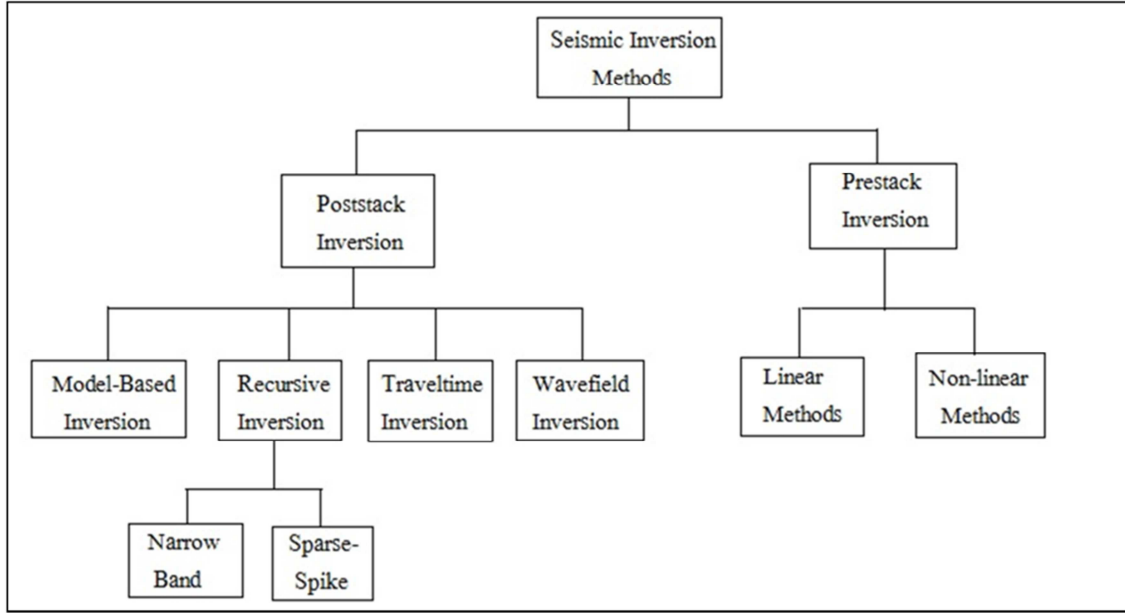 Seismic Inversion
Methods
Poststack
Inversion
Prestack
Inversion
Model-Based
Inversion
Recursive
Inversion
Traveltime
Inversion
Wavefield
Inversion
Linear
Methods
Non-linear
Methods
Narrow
Band
Sparse-
Spike